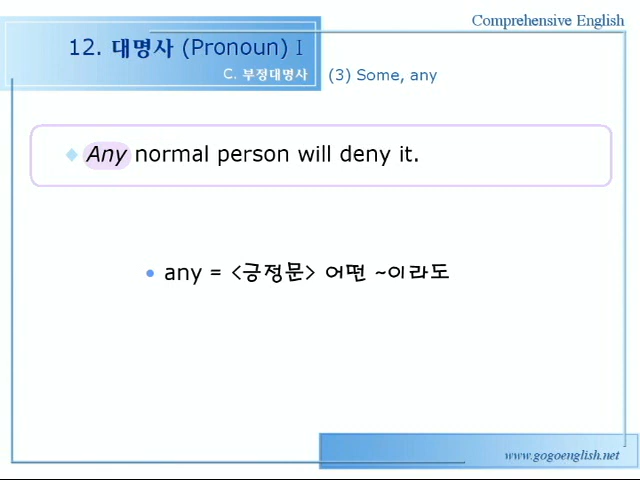 Comprehensive English
12. 대명사 (Pronoun) I
C. 부정대명사 (3) Some, any
◆ Any normal person will deny it.
• any = <긍정문> 어떤 ~이라도
www.gogoenglish.net